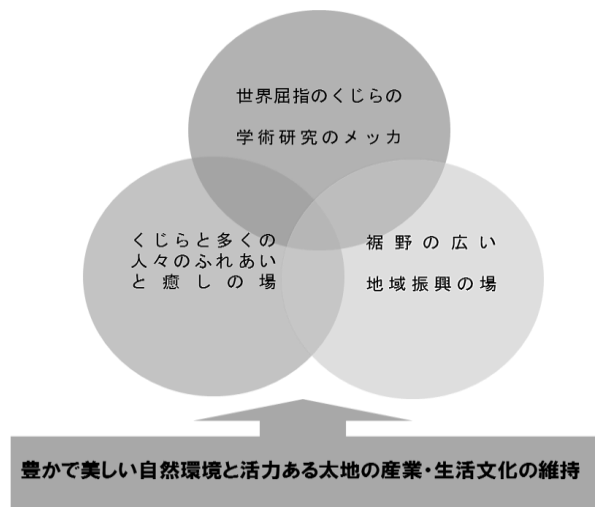 世界屈指のくじらの
学術研究のメッカ
くじらと多くの
人々のふれあい
と癒しの場
裾野の広い
地域振興の場
豊かで美しい自然環境と活力ある太地の産業・生活文化の維持